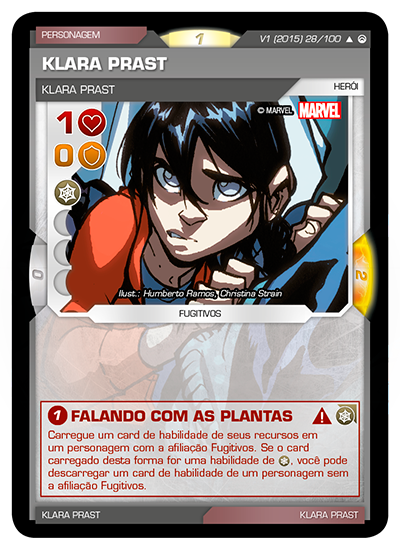 PERSONAGEM
1
V1 (2015) 28/100
KLARA PRAST
KLARA PRAST
HERÓI
© MARVEL MARVEL
1
0
0
2
Ilust.: Humberto Ramos, Christina Strain
FUGITIVOS
1 FALANDO COM AS PLANTAS
Carregue um card de habilidade de seus recursos em
um personagem com a afiliação Fugitivos. Se o card
carregado desta forma for uma habilidade de , você pode
descarregar um card de habilidade de um personagem sem
a afiliação Fugitivos.
KLARA PRAST
KLARA PRAST